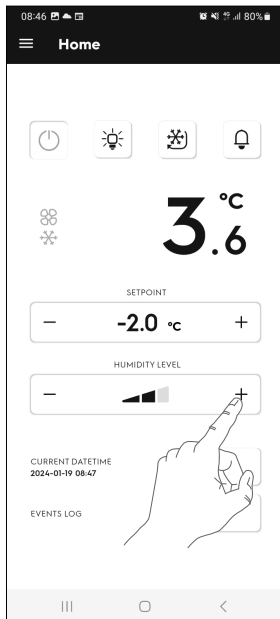 08:46 4G 80%
Home
3.6 °C
SETPOINT
− -2.0 °C +
HUMIDITY LEVEL
− +
CURRENT DATETIME
2024-01-19 08:47
EVENTS LOG